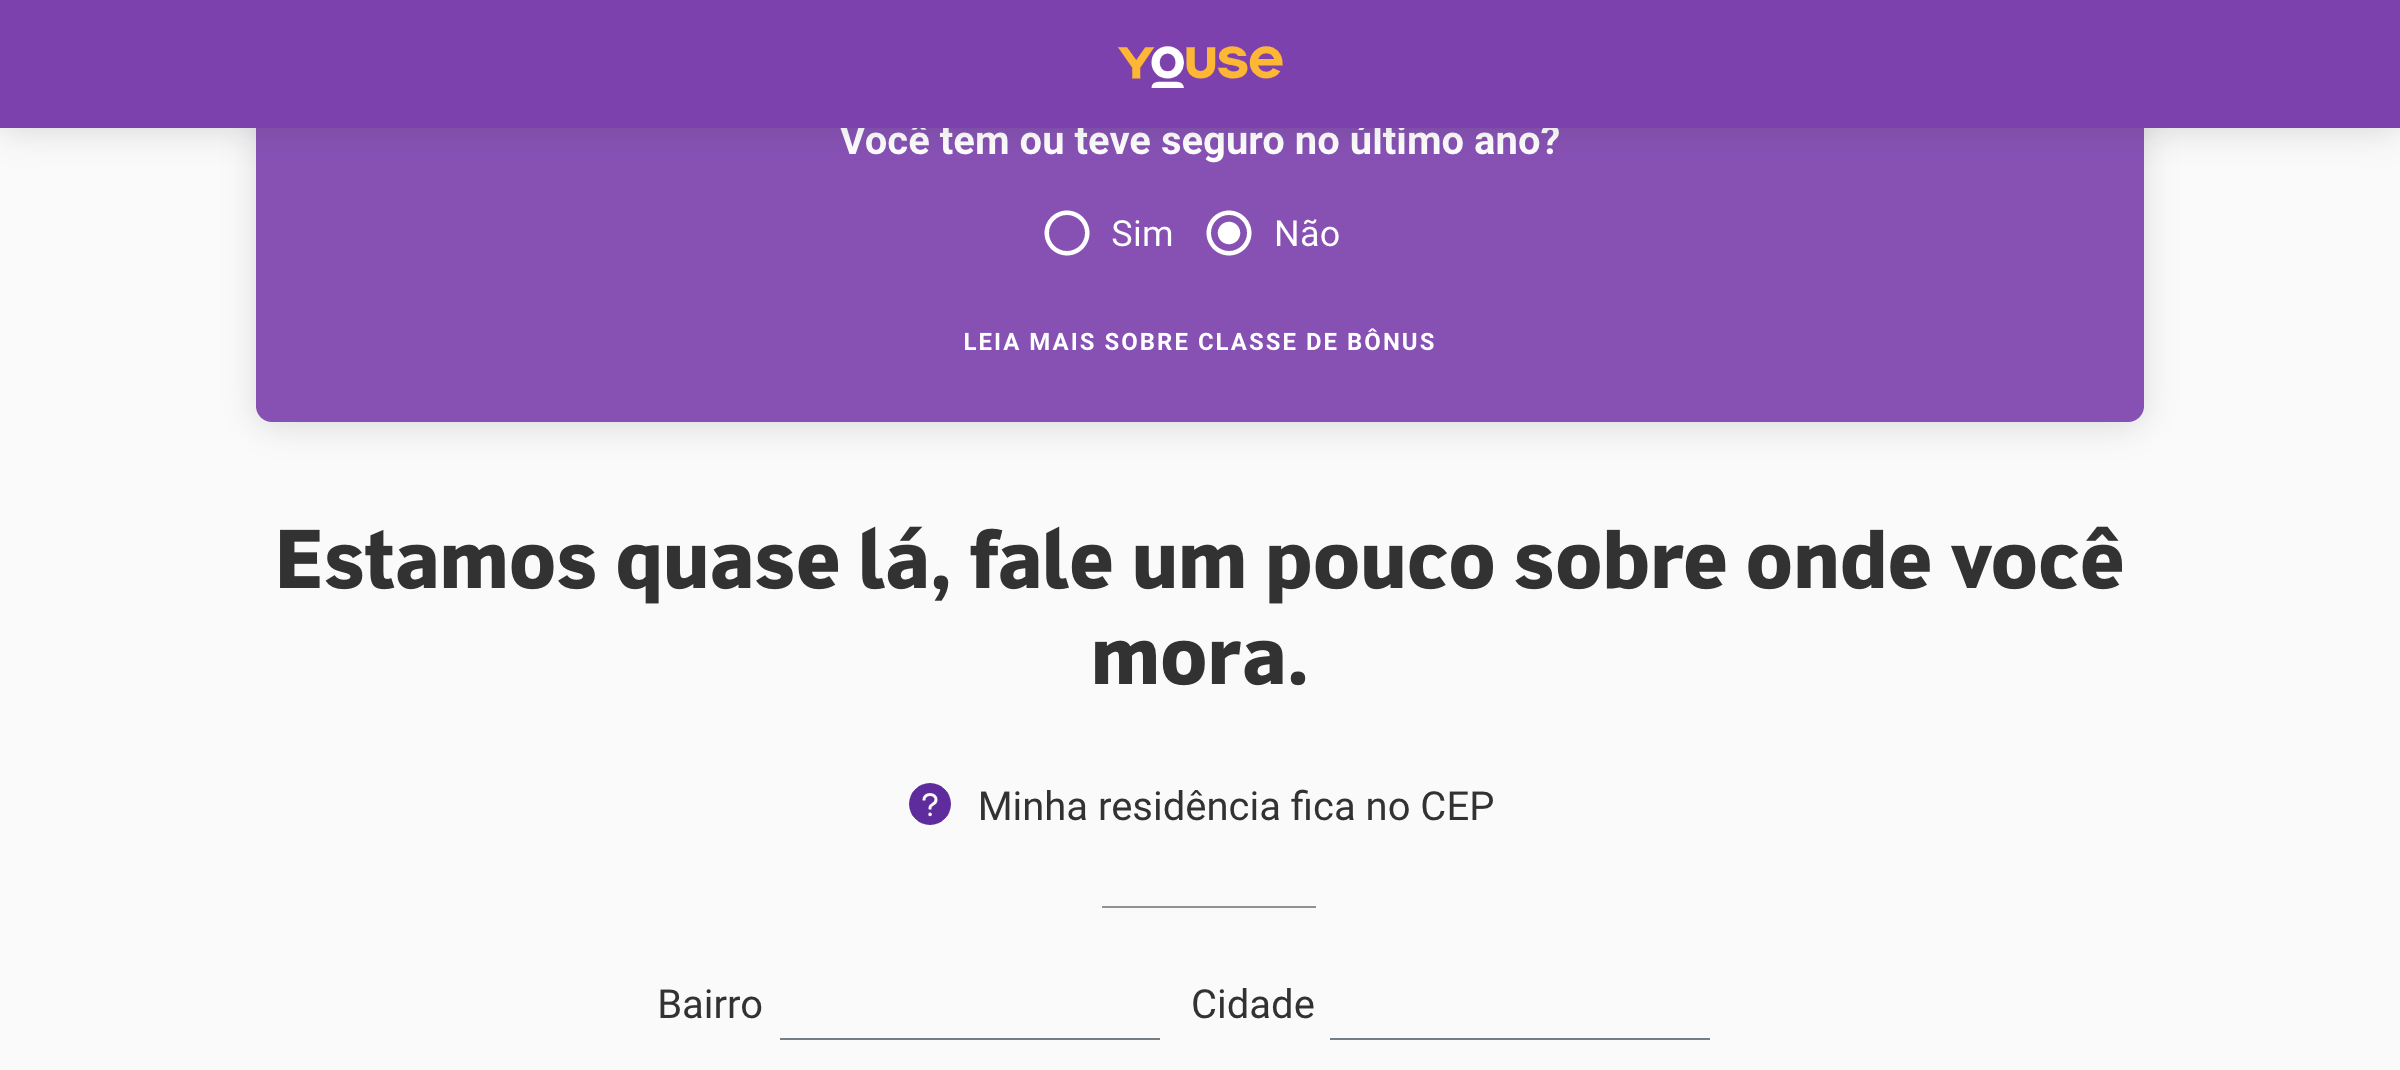 YOUSE
Você tem ou teve seguro no último ano?
Sim Não
LEIA MAIS SOBRE CLASSE DE BÔNUS
Estamos quase lá, fale um pouco sobre onde você
mora.
? Minha residência fica no CEP
Bairro Cidade